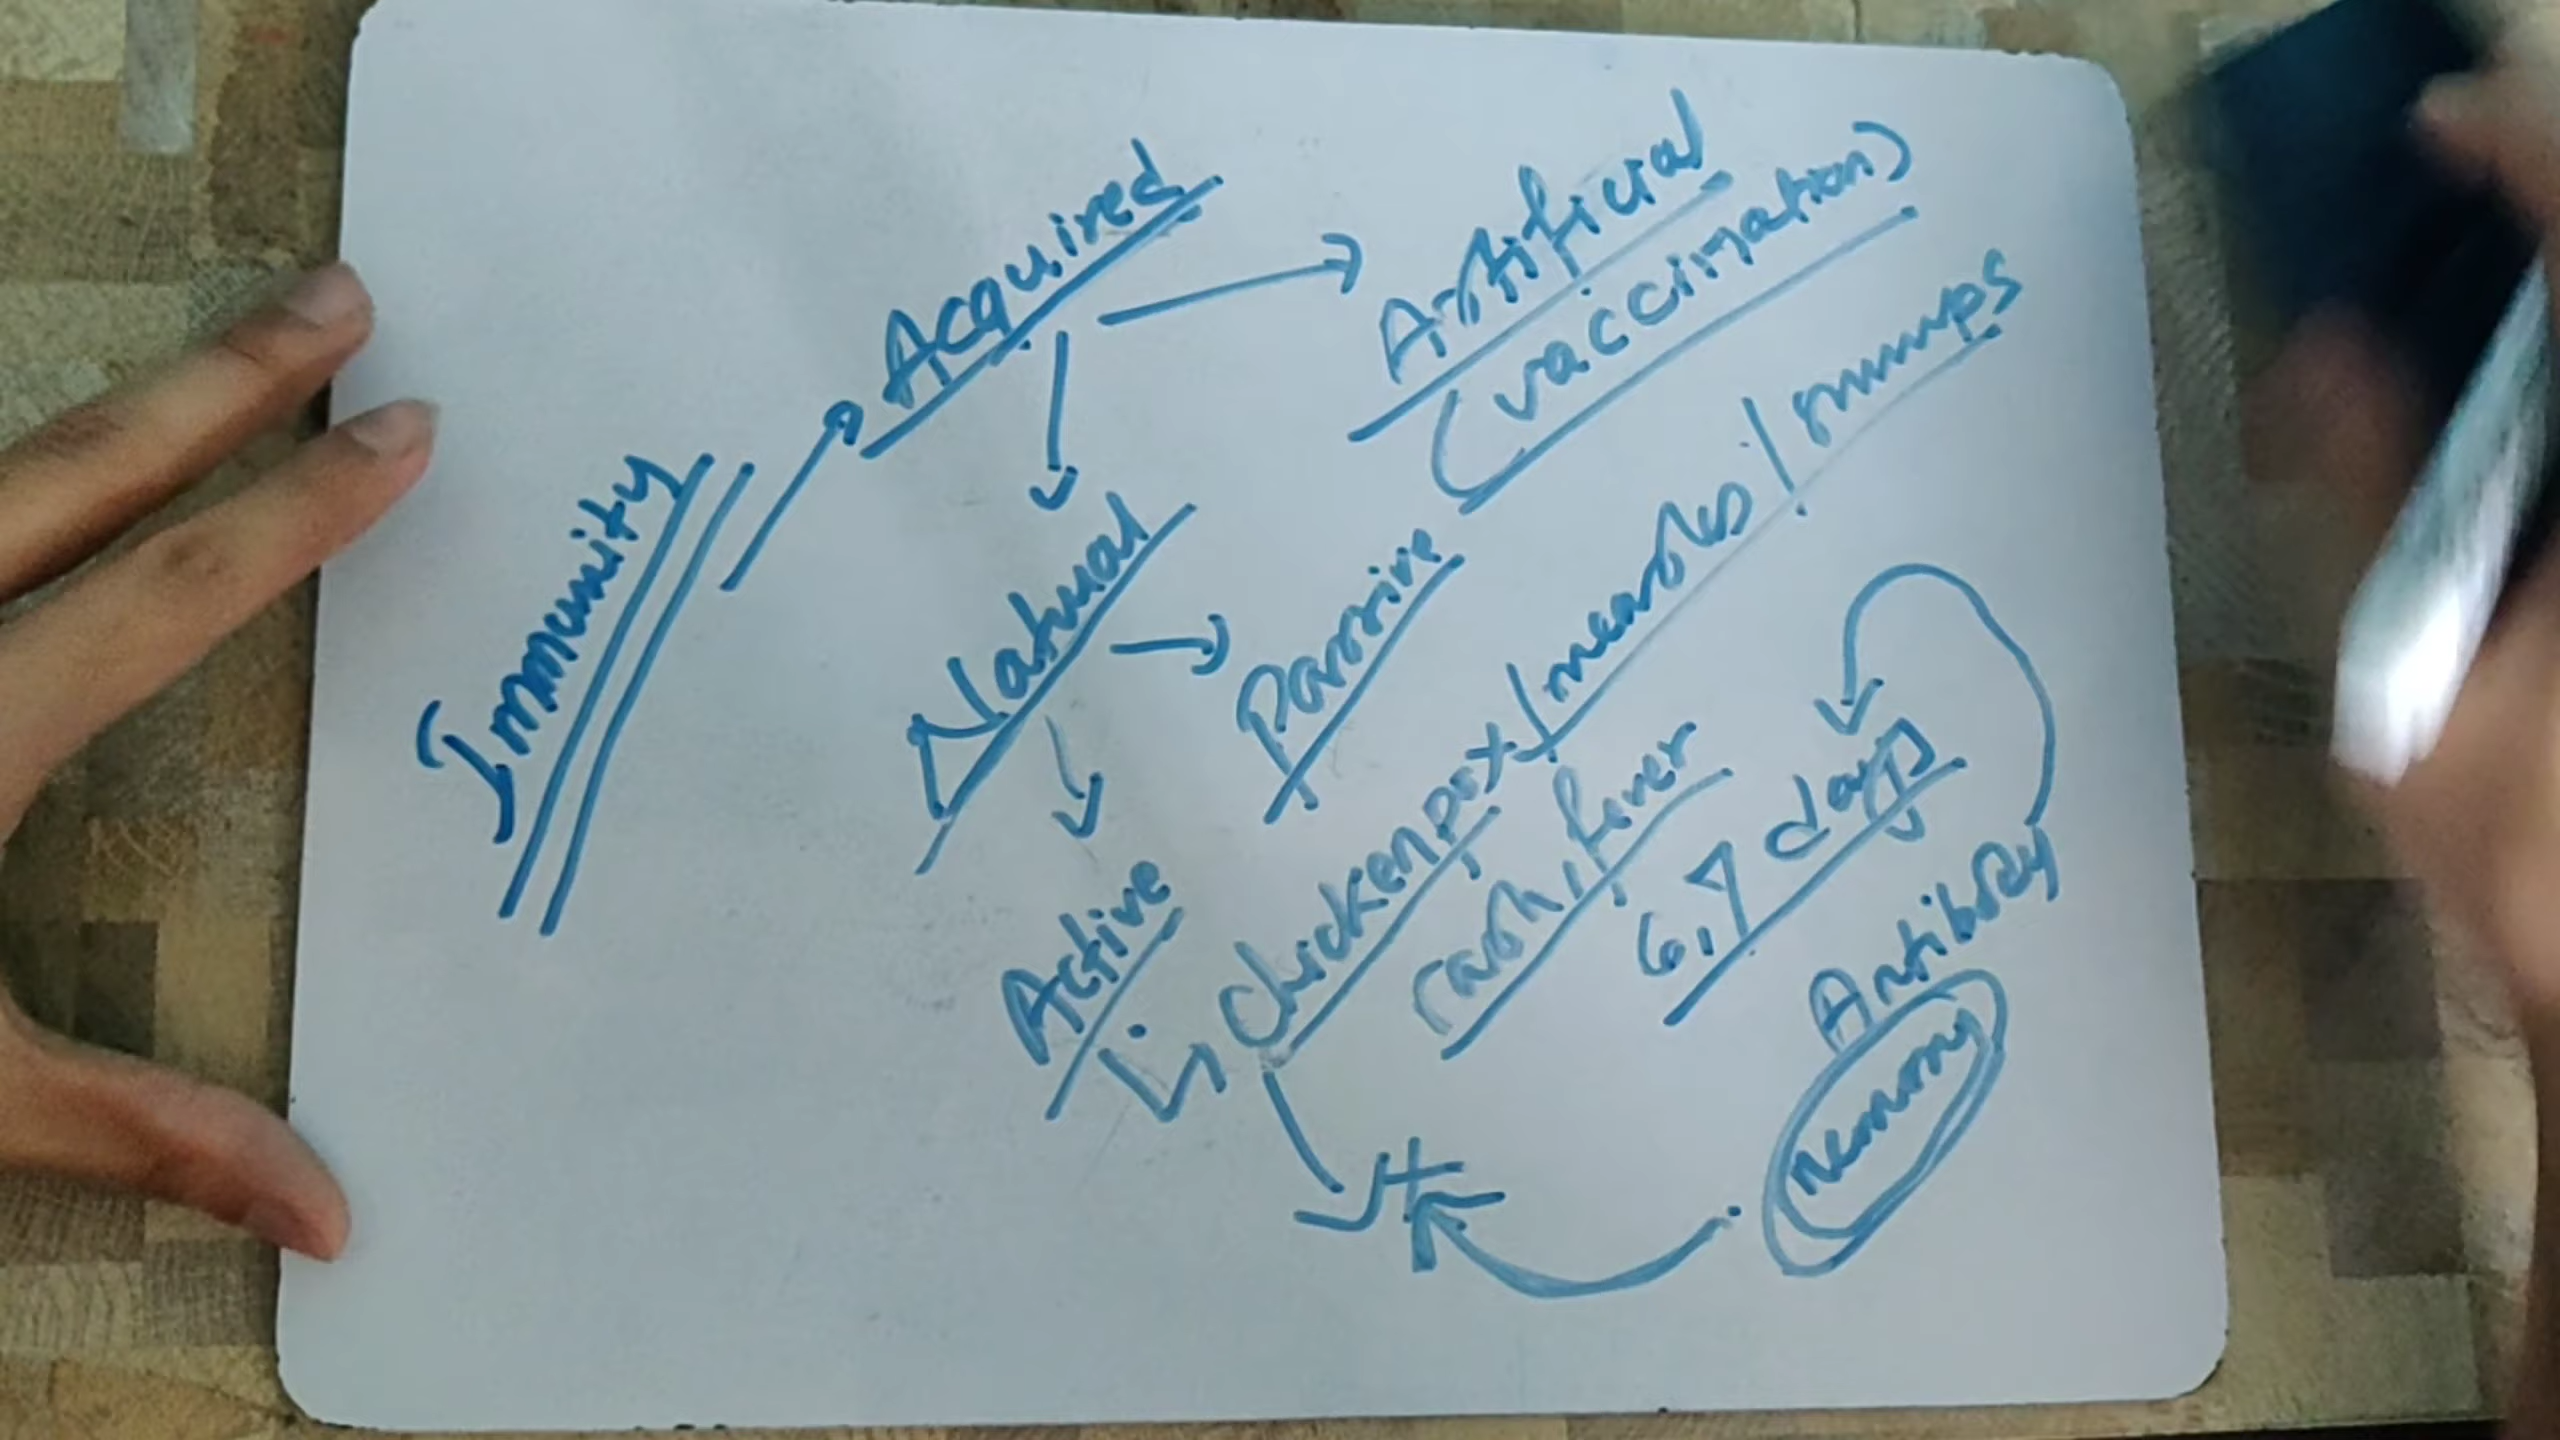 Immunity
Acquired
Artificial
(vaccination)
Natural
Passive
Active
Chickenpox/measles/mumps
rash, fever
6,7 days
Antibody
memory